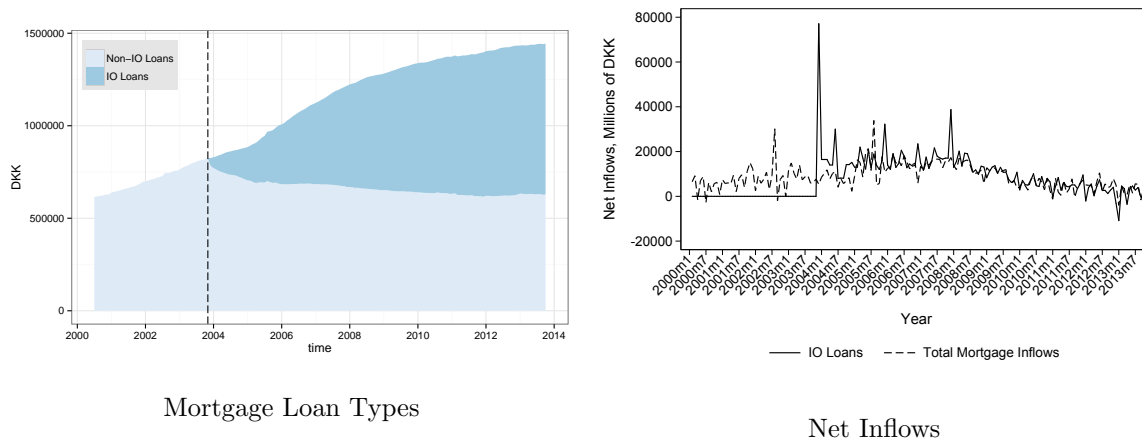 1500000
1000000
500000
0
DKK
Non−IO Loans
IO Loans
2000 2002 2004 2006 2008 2010 2012 2014
time
Mortgage Loan Types
80000
60000
40000
20000
0
-20000
Net Inflows, Millions of DKK
2000m1 2000m7 2001m1 2001m7 2002m1 2002m7 2003m1 2003m7 2004m1 2004m7 2005m1 2005m7 2006m1 2006m7 2007m1 2007m7 2008m1 2008m7 2009m1 2009m7 2010m1 2010m7 2011m1 2011m7 2012m1 2012m7 2013m1 2013m7
Year
IO Loans Total Mortgage Inflows
Net Inflows